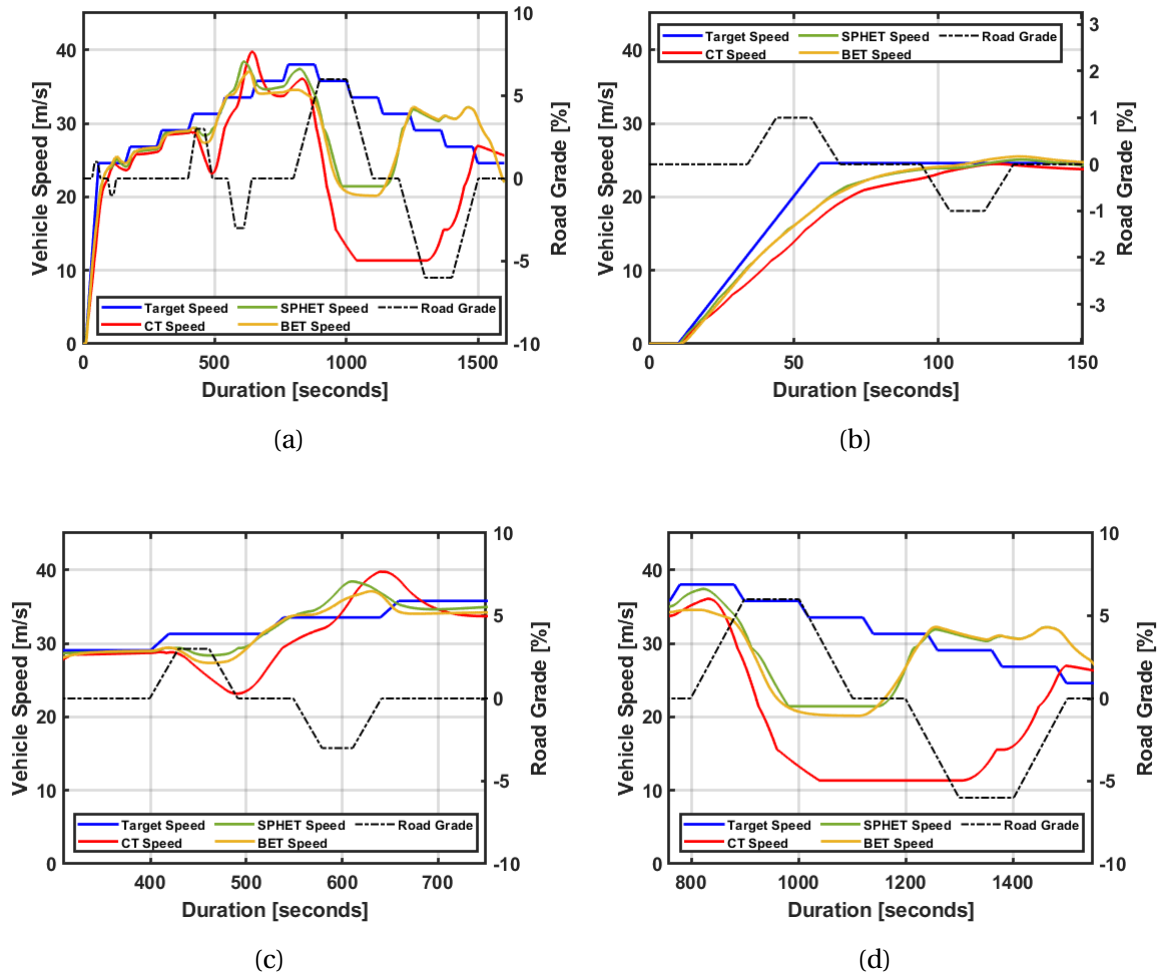 10
40
5
30
20
0
10
-5
Target Speed SPHET Speed Road Grade
CT Speed BET Speed
0
-10
0 500 1000 1500
Vehicle Speed [m/s]
Road Grade [%]
Duration [seconds]
(a)
Target Speed SPHET Speed Road Grade
CT Speed BET Speed
3
40
2
30
1
20
0
-1
10
-2
-3
0
0 50 100 150
Vehicle Speed [m/s]
Road Grade [%]
Duration [seconds]
(b)
10
40
5
30
20
0
10
-5
Target Speed SPHET Speed Road Grade
CT Speed BET Speed
0
-10
400 500 600 700
Vehicle Speed [m/s]
Road Grade [%]
Duration [seconds]
(c)
10
40
5
30
20
0
10
-5
Target Speed SPHET Speed Road Grade
CT Speed BET Speed
0
-10
800 1000 1200 1400
Vehicle Speed [m/s]
Road Grade [%]
Duration [seconds]
(d)